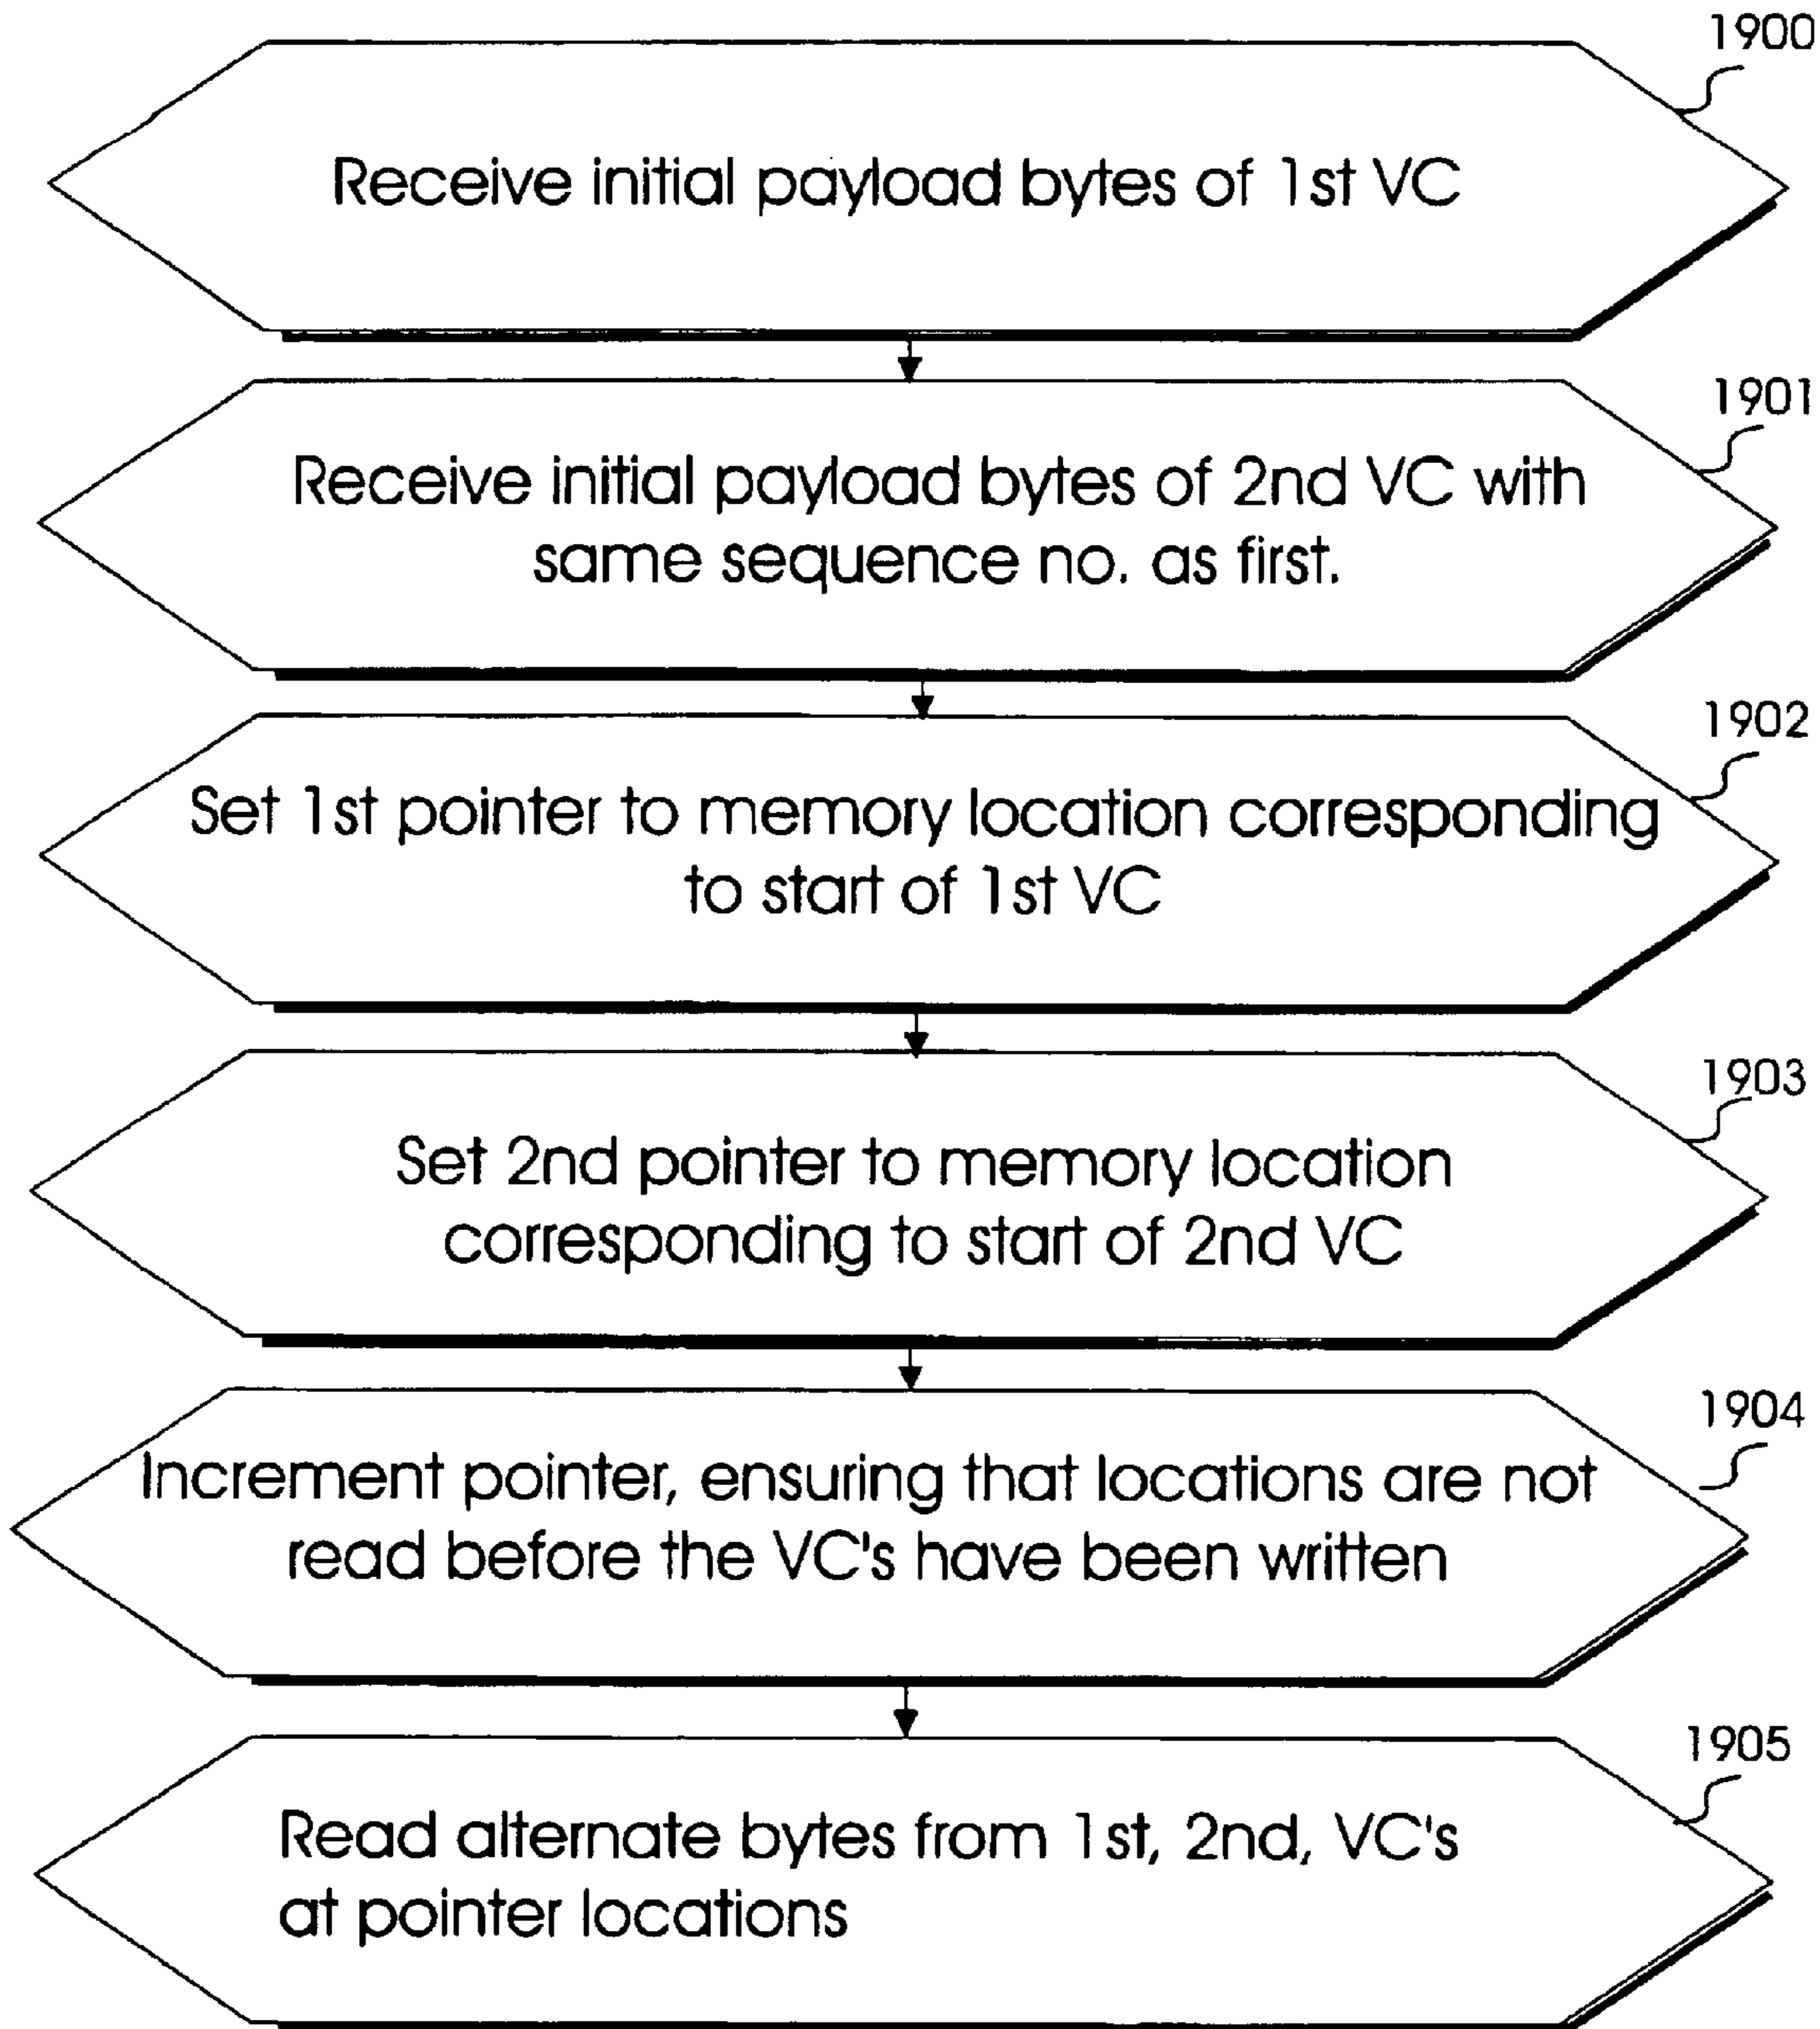 1900
Receive initial payload bytes of 1st VC
1901
Receive initial payload bytes of 2nd VC with
same sequence no. as first.
1902
Set 1st pointer to memory location corresponding
to start of 1st VC
1903
Set 2nd pointer to memory location
corresponding to start of 2nd VC
1904
Increment pointer, ensuring that locations are not
read before the VC's have been written
1905
Read alternate bytes from 1st, 2nd, VC's
at pointer locations